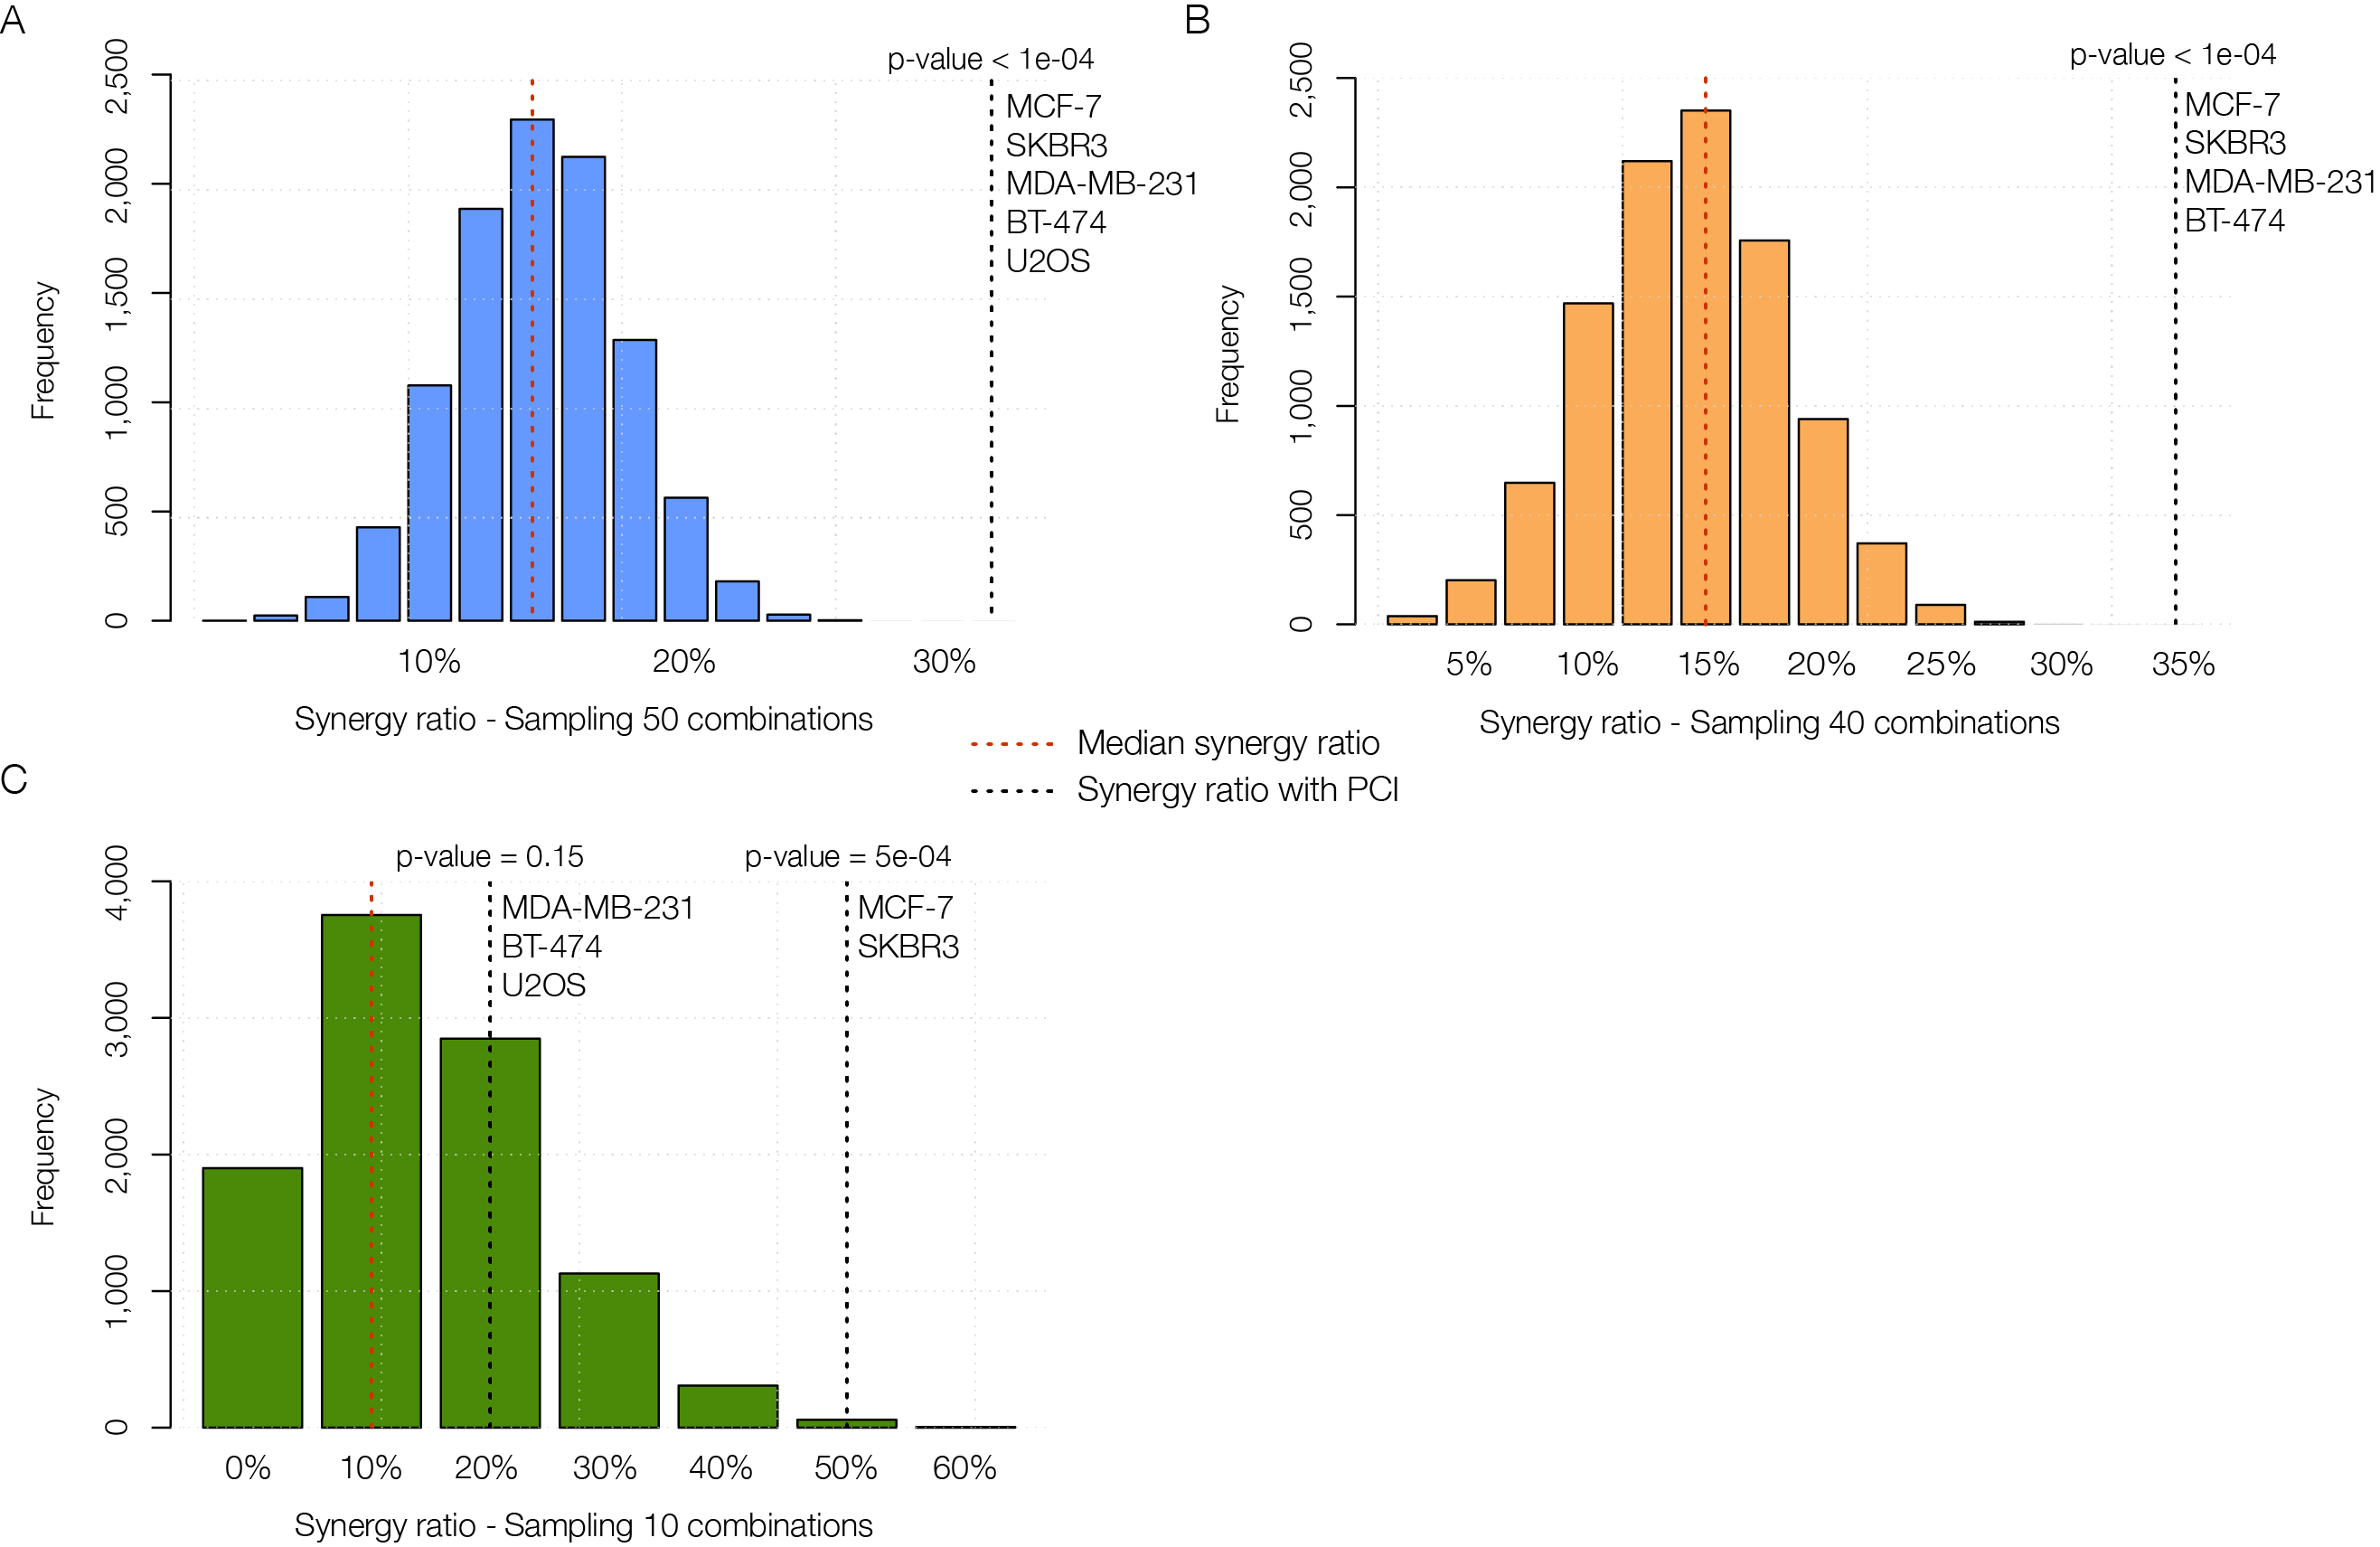 A
p-value < 1e-04
MCF-7
SKBR3
MDA-MB-231
BT-474
U2OS
Frequency
2,500
2,000
1,500
1,000
500
0
10% 20% 30%
Synergy ratio - Sampling 50 combinations
B
p-value < 1e-04
MCF-7
SKBR3
MDA-MB-231
BT-474
Frequency
2,500
2,000
1,500
1,000
500
0
5% 10% 15% 20% 25% 30% 35%
Synergy ratio - Sampling 40 combinations
Median synergy ratio
Synergy ratio with PCI
C
p-value = 0.15 p-value = 5e-04
MDA-MB-231
BT-474
U2OS
MCF-7
SKBR3
Frequency
4,000
3,000
2,000
1,000
0
0% 10% 20% 30% 40% 50% 60%
Synergy ratio - Sampling 10 combinations